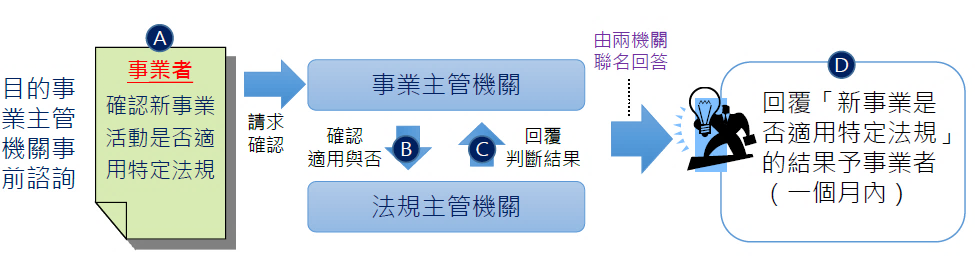 目的事
業主管
機關事
前諮詢
A
事業者
確認新事業
活動是否適
用特定法規
請求
確認
事業主管機關
確認
適用與否
B
C
回覆
判斷結果
法規主管機關
由兩機關
聯名回答
D
回覆「新事業是
否適用特定法規」
的結果予事業者
（一個月內）